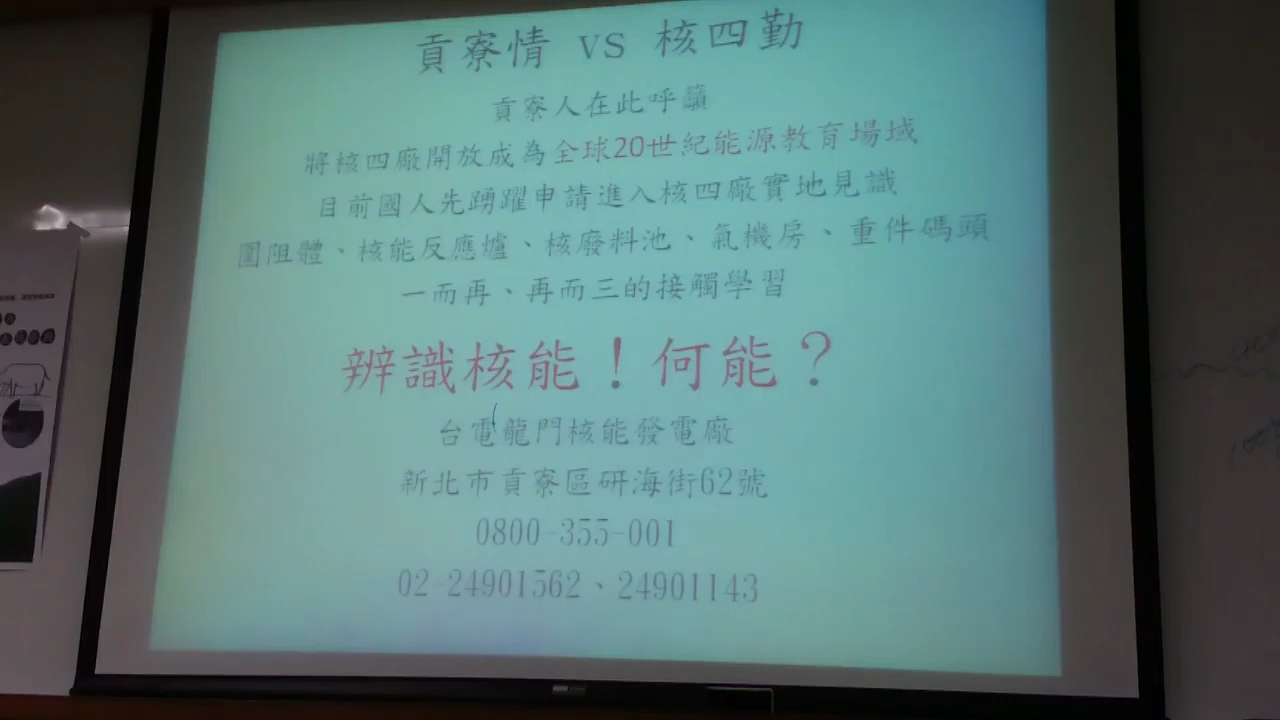 貢寮情 vs 核四勤
貢寮人在此呼籲
將核四廠開放成為全球20世紀能源教育場域
目前國人先踴躍申請進入核四廠實地見識
圍阻體、核能反應爐、核廢料池、氣機房、重件碼頭
一而再、再而三的接觸學習
辨識核能！何能？
台電龍門核能發電廠
新北市貢寮區研海街62號
0800-355-001
02-24901562、24901143